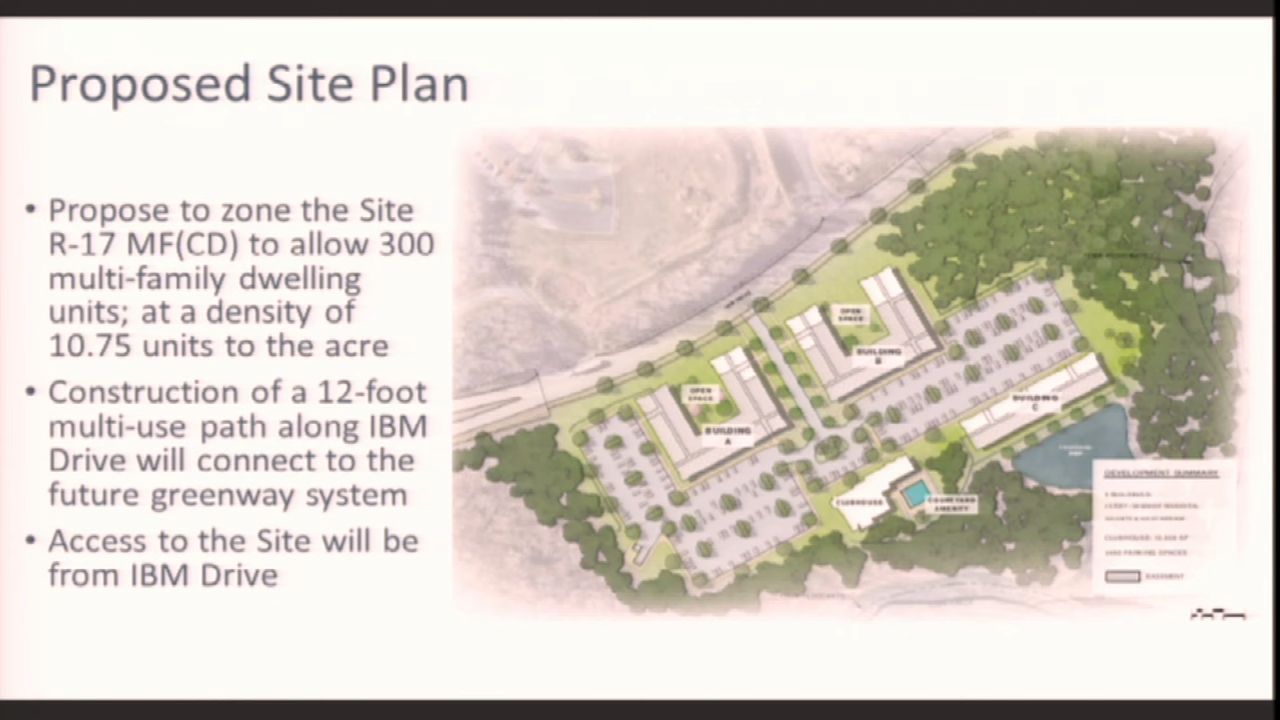 Proposed Site Plan
• Propose to zone the Site
R-17 MF(CD) to allow 300
multi-family dwelling
units; at a density of
10.75 units to the acre
• Construction of a 12-foot
multi-use path along IBM
Drive will connect to the
future greenway system
• Access to the Site will be
from IBM Drive
OPEN
SPACE
BUILDING
B
OPEN
SPACE
BUILDING
A
BUILDING
C
CLUBHOUSE
COURTYARD
AMENITY
DEVELOPMENT SUMMARY
EASEMENT